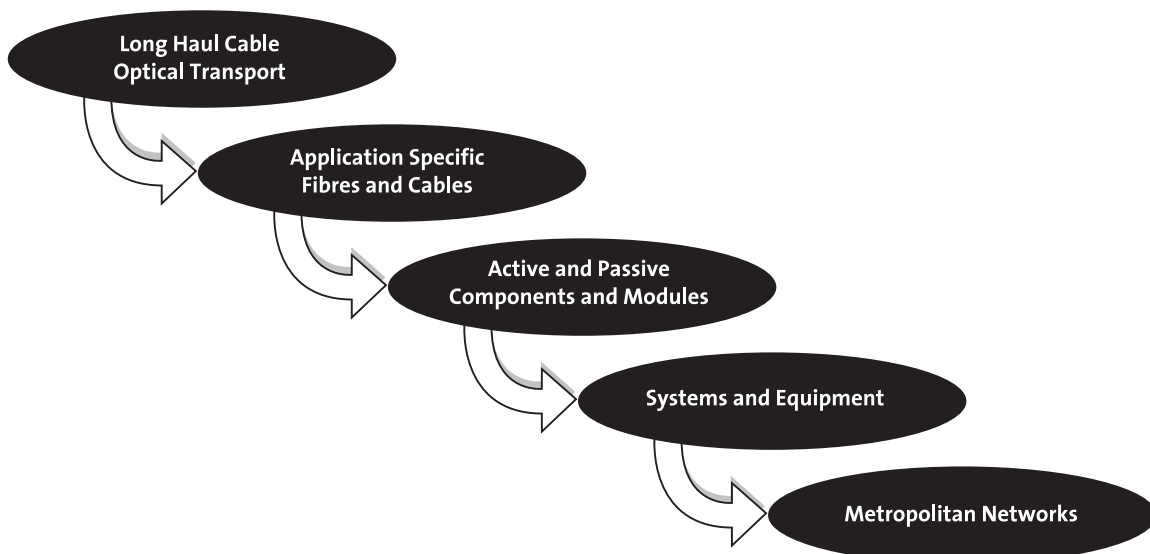 Long Haul Cable
Optical Transport
Application Specific
Fibres and Cables
Active and Passive
Components and Modules
Systems and Equipment
Metropolitan Networks